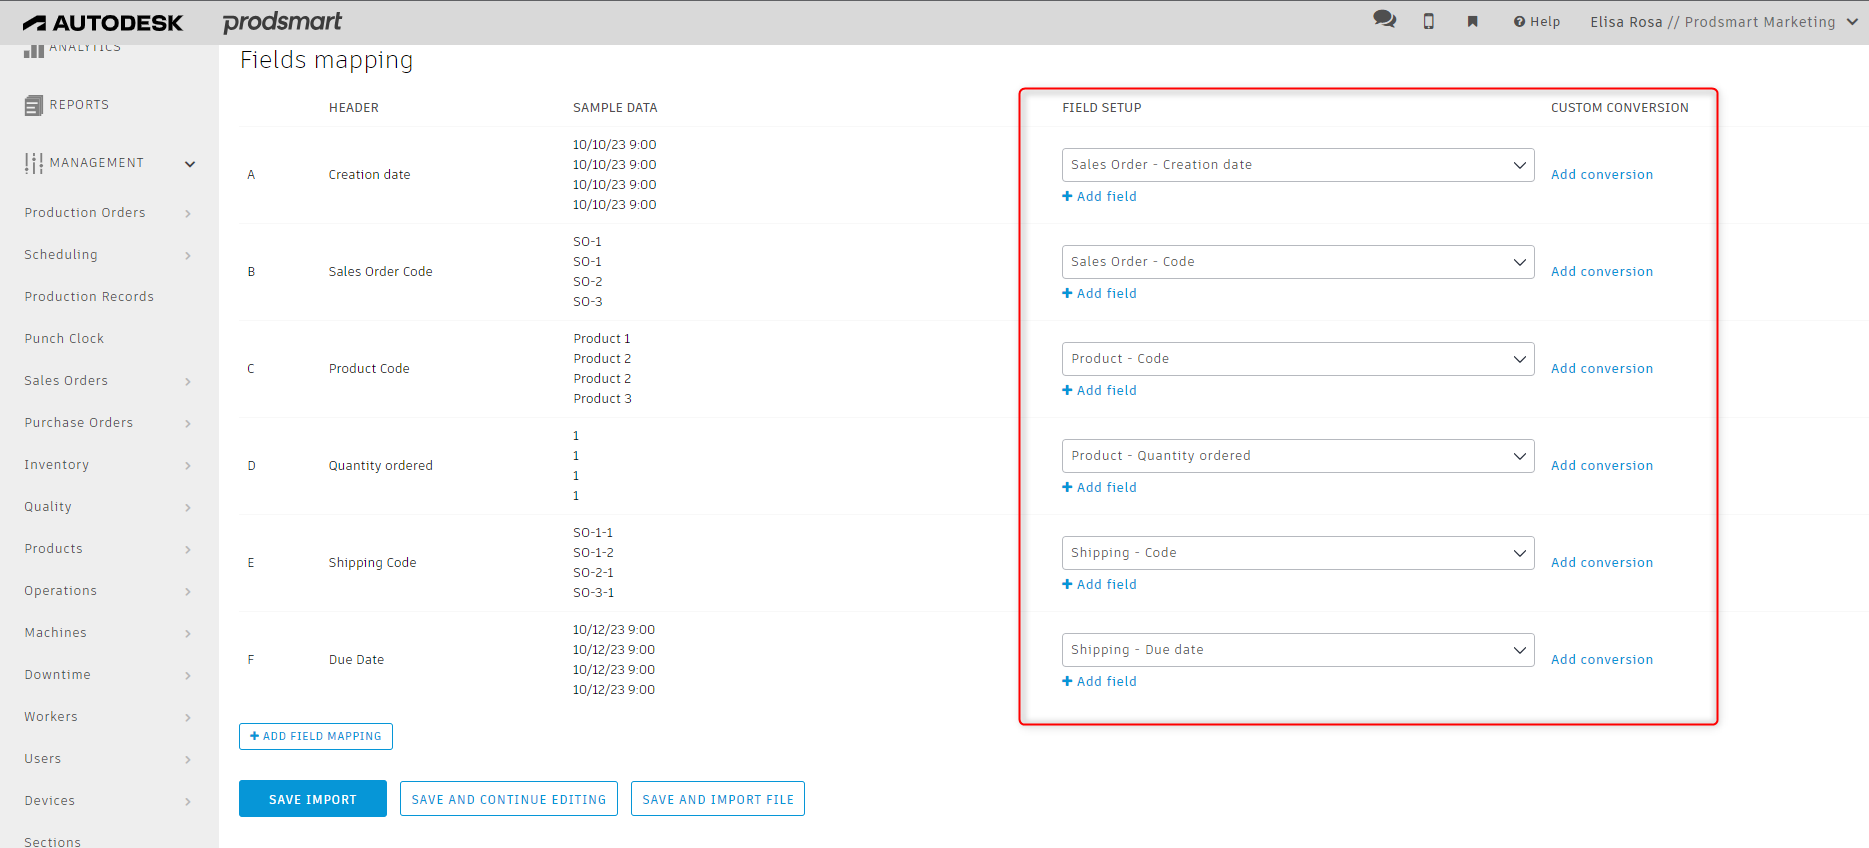 AUTODESK prodsmart Help Elisa Rosa // Prodsmart Marketing
ANALYTICS
REPORTS
MANAGEMENT
Production Orders
Scheduling
Production Records
Punch Clock
Sales Orders
Purchase Orders
Inventory
Quality
Products
Operations
Machines
Downtime
Workers
Users
Devices
Sections
Fields mapping
HEADER SAMPLE DATA FIELD SETUP CUSTOM CONVERSION
A Creation date
10/10/23 9:00
10/10/23 9:00
10/10/23 9:00
10/10/23 9:00
Sales Order - Creation date
Add field
Add conversion
B Sales Order Code
SO-1
SO-1
SO-2
SO-3
Sales Order - Code
Add field
Add conversion
C Product Code
Product 1
Product 2
Product 2
Product 3
Product - Code
Add field
Add conversion
D Quantity ordered
1
1
1
1
Product - Quantity ordered
Add field
Add conversion
E Shipping Code
SO-1-1
SO-1-2
SO-2-1
SO-3-1
Shipping - Code
Add field
Add conversion
F Due Date
10/12/23 9:00
10/12/23 9:00
10/12/23 9:00
10/12/23 9:00
Shipping - Due date
Add field
Add conversion
ADD FIELD MAPPING
SAVE IMPORT SAVE AND CONTINUE EDITING SAVE AND IMPORT FILE